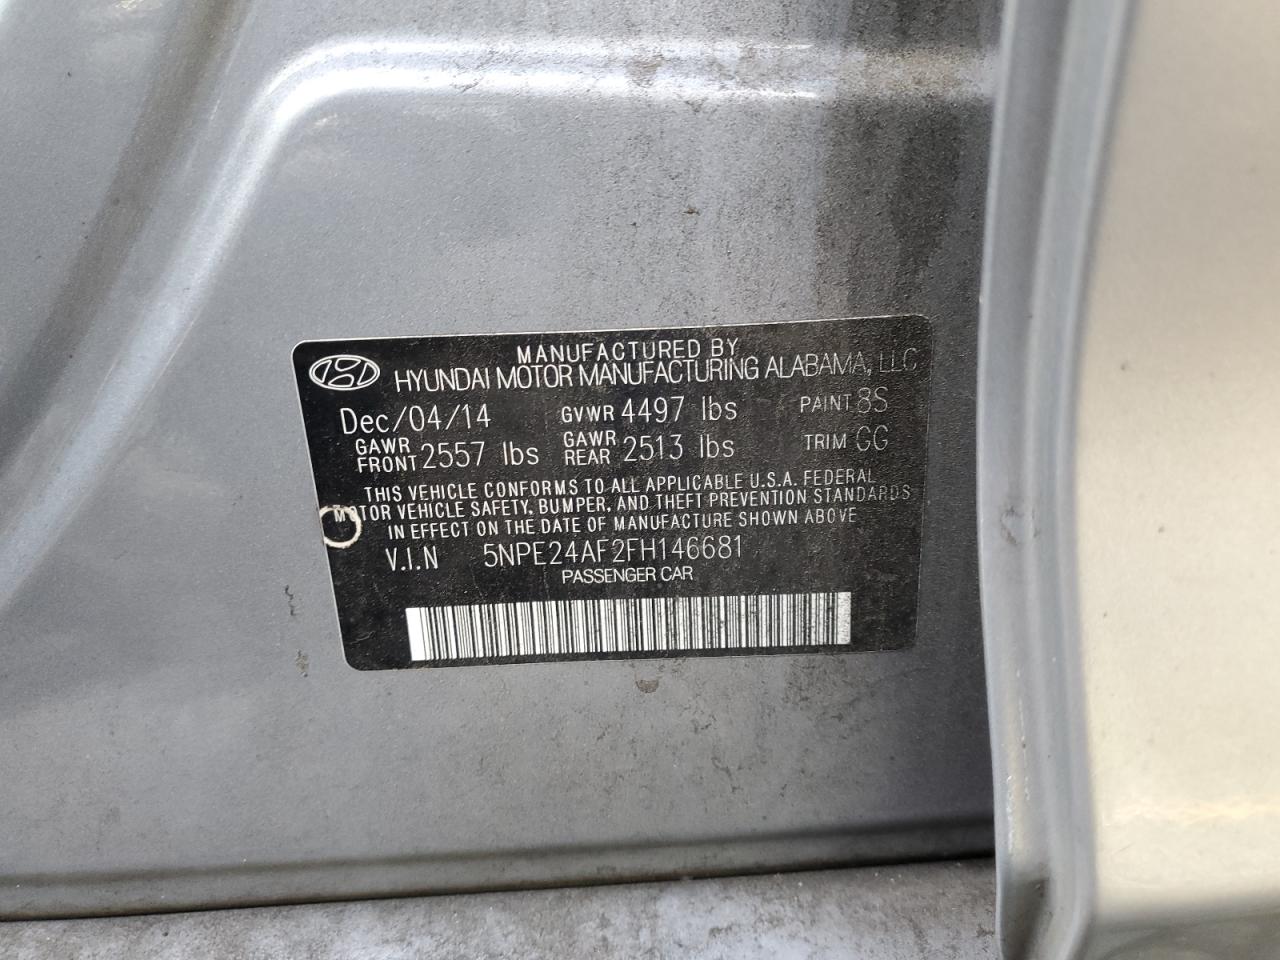 MANUFACTURED BY
HYUNDAI MOTOR MANUFACTURING ALABAMA, LLC
Dec/04/14 GVWR 4497 lbs PAINT 8S
GAWR FRONT 2557 lbs GAWR REAR 2513 lbs TRIM GG
THIS VEHICLE CONFORMS TO ALL APPLICABLE U.S.A. FEDERAL
MOTOR VEHICLE SAFETY, BUMPER, AND THEFT PREVENTION STANDARDS
IN EFFECT ON THE DATE OF MANUFACTURE SHOWN ABOVE
V.I.N 5NPE24AF2FH146681
PASSENGER CAR